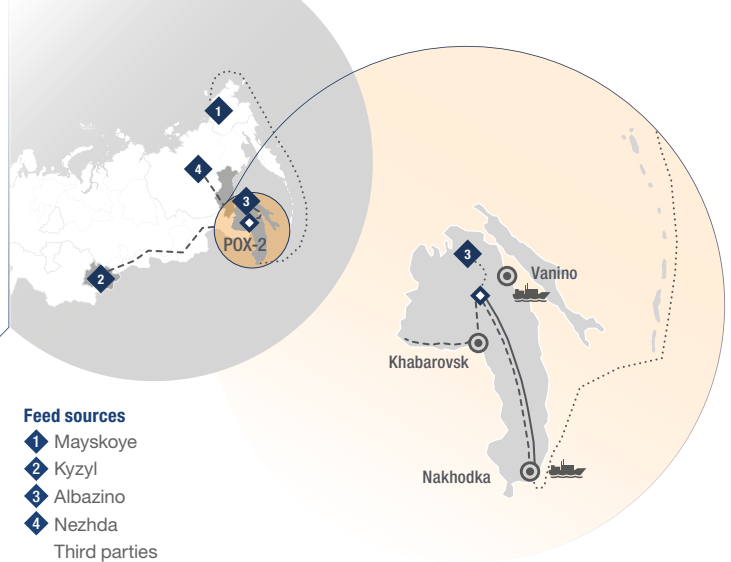 1
4
3
POX-2
2
3
Vanino
Khabarovsk
Nakhodka
Feed sources
1 Mayskoye
2 Kyzyl
3 Albazino
4 Nezhda
Third parties